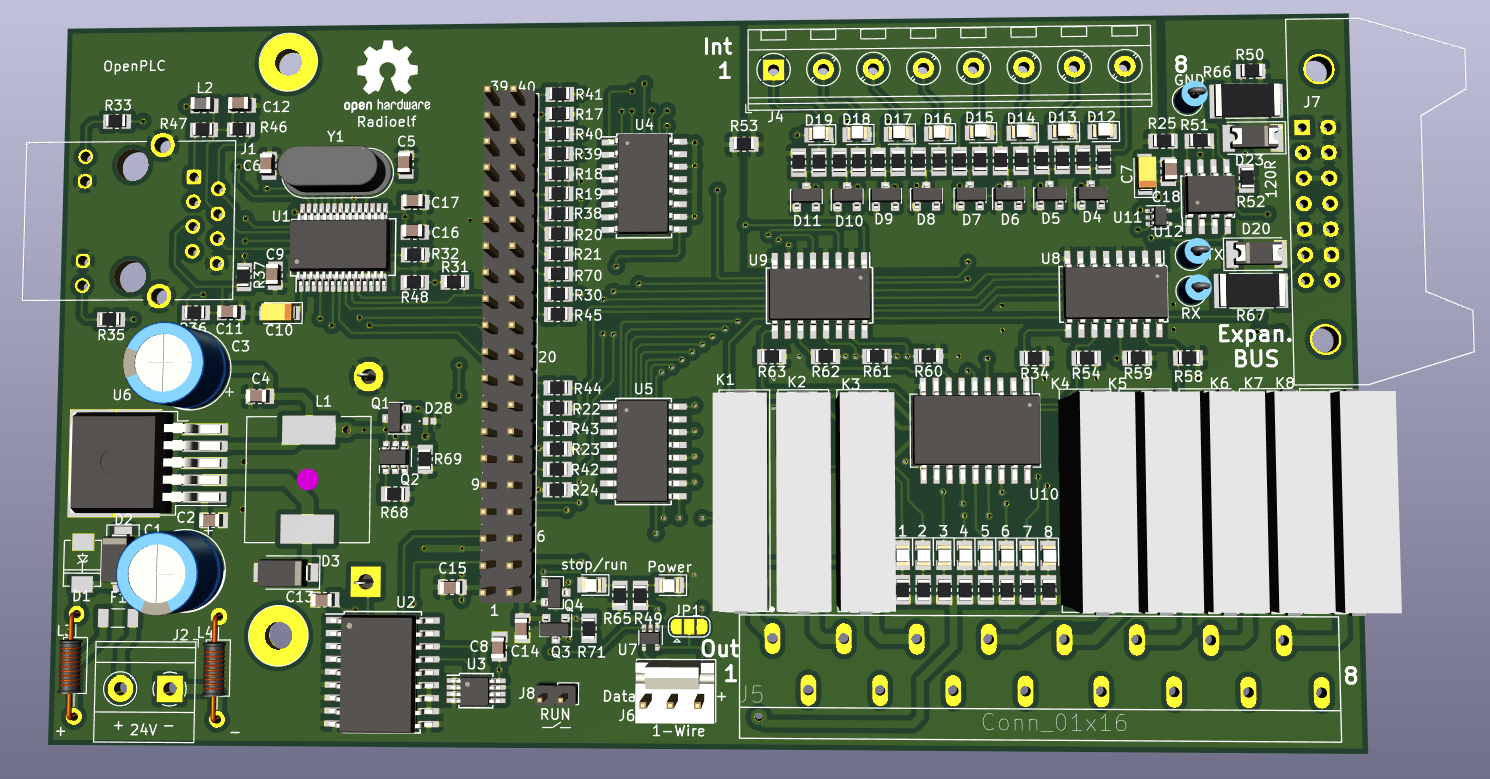 OpenPLC
open hardware
Radioelf
Int
1
8
GND
R50
R66
J7
R33
L2
C12
R47
R46
J1
C6
Y1
C5
39 40
R41
R17
R40
R39
R18
R19
R38
R20
R21
R70
R30
R45
U4
R53
J4
D19
D18
D17
D16
D15
D14
D13
D12
R25
R51
D23
120R
C7
C18
R52
U11
U12
D11
D10
D9
D8
D7
D6
D5
D4
D20
TX
RX
R67
Expan.
BUS
U1
C17
C16
R32
R31
R48
C9
R37
R35
R36
C11
C10
C3
+
U9
U8
R63
R62
R61
R60
R34
R54
R59
R58
U6
C4
L1
Q1
D28
Q2
R69
R68
20
9
6
1
R44
R22
R43
R23
R42
R24
U5
K1
K2
K3
K4
K5
K6
K7
K8
U10
1 2 3 4 5 6 7 8
C2
+
D2
C1
D1
D3
C13
C15
stop/run
Power
Q4
R65
R49
JP1
Q3
R71
U7
C14
C8
U3
U2
J2
L4
+ 24V -
+
-
J8
RUN
Data
+
J6
1-Wire
Out
1
8
J5
Conn_01x16